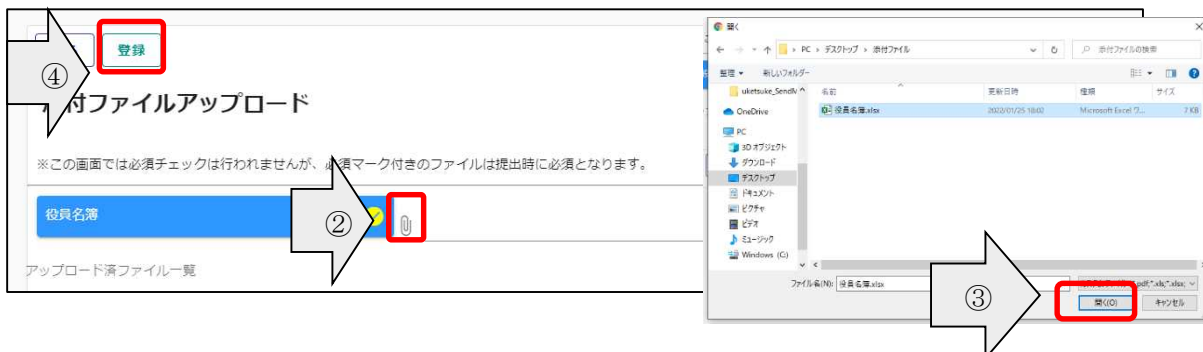 登録
④
付ファイルアップロード
※この画面では必須チェックは行われませんが、必須マーク付きのファイルは提出時に必須となります。
役員名簿
②
アップロード済ファイル一覧
開く
PC › デスクトップ › 添付ファイル
添付ファイルの検索
整理 新しいフォルダー
名前 更新日時 種類 サイズ
役員名簿.xlsx 2022/01/25 18:02 Microsoft Excel ワ... 7 KB
OneDrive
PC
3D オブジェクト
ダウンロード
デスクトップ
ドキュメント
ピクチャ
ビデオ
ミュージック
Windows (C:)
ファイル名(N): 役員名簿.xlsx
③
開く(O) キャンセル